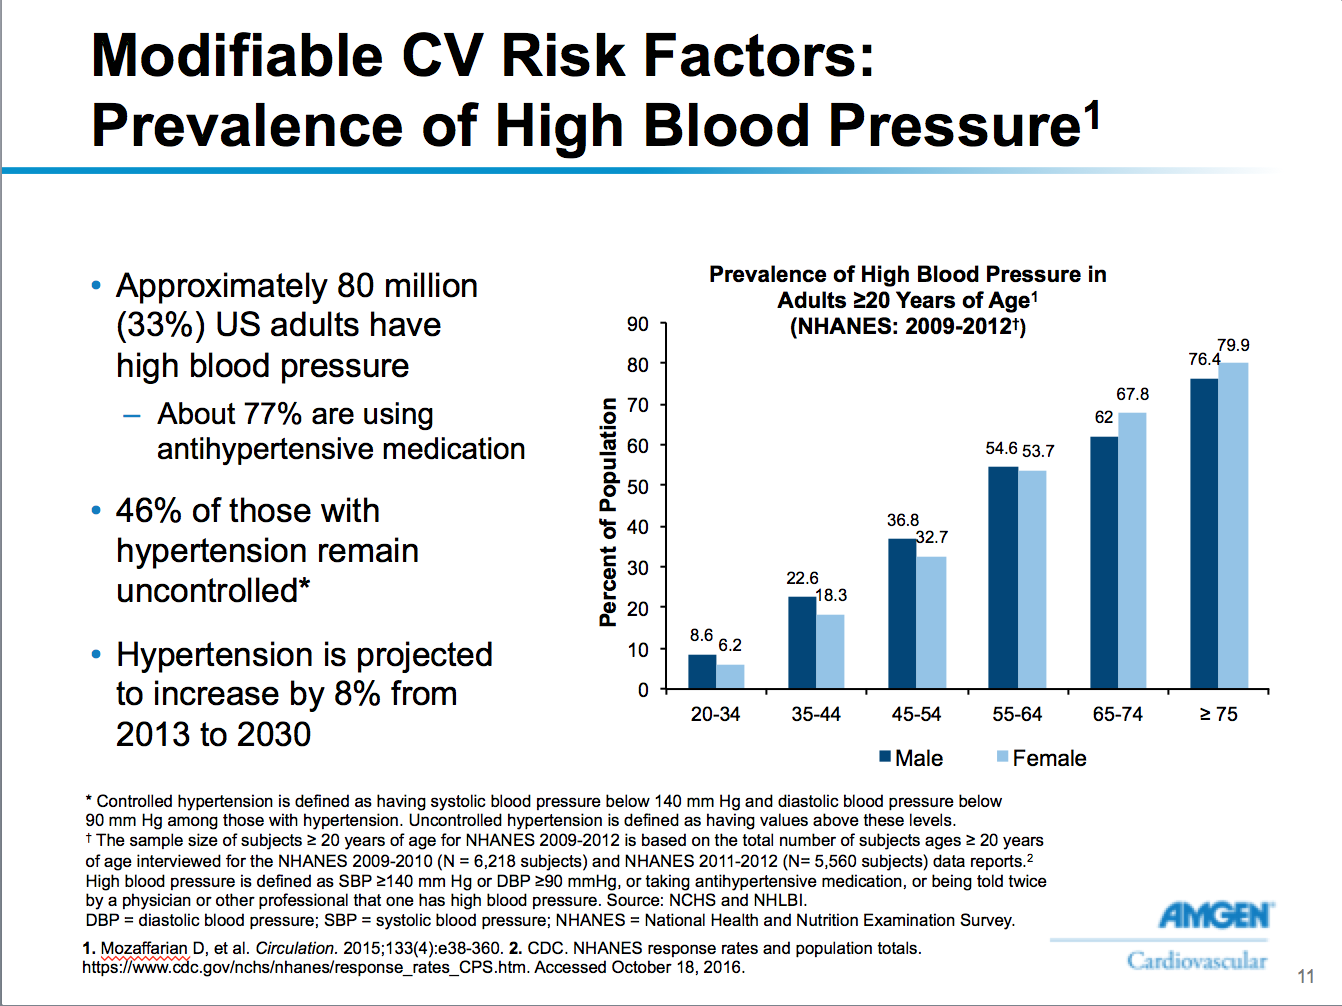 Modifiable CV Risk Factors:
Prevalence of High Blood Pressure¹
• Approximately 80 million
(33%) US adults have
high blood pressure
– About 77% are using
antihypertensive medication
• 46% of those with
hypertension remain
uncontrolled*
• Hypertension is projected
to increase by 8% from
2013 to 2030
Prevalence of High Blood Pressure in
Adults ≥20 Years of Age¹
(NHANES: 2009-2012†)
Percent of Population
90
80
70
60
50
40
30
20
10
0
8.6
6.2
22.6
18.3
36.8
32.7
54.6
53.7
62
67.8
76.4
79.9
20-34
35-44
45-54
55-64
65-74
≥ 75
Male
Female
* Controlled hypertension is defined as having systolic blood pressure below 140 mm Hg and diastolic blood pressure below
90 mm Hg among those with hypertension. Uncontrolled hypertension is defined as having values above these levels.
† The sample size of subjects ≥ 20 years of age for NHANES 2009-2012 is based on the total number of subjects ages ≥ 20 years
of age interviewed for the NHANES 2009-2010 (N = 6,218 subjects) and NHANES 2011-2012 (N= 5,560 subjects) data reports.²
High blood pressure is defined as SBP ≥140 mm Hg or DBP ≥90 mmHg, or taking antihypertensive medication, or being told twice
by a physician or other professional that one has high blood pressure. Source: NCHS and NHLBI.
DBP = diastolic blood pressure; SBP = systolic blood pressure; NHANES = National Health and Nutrition Examination Survey.
1. Mozaffarian D, et al. Circulation. 2015;133(4):e38-360. 2. CDC. NHANES response rates and population totals.
https://www.cdc.gov/nchs/nhanes/response_rates_CPS.htm. Accessed October 18, 2016.
AMGEN®
Cardiovascular
11